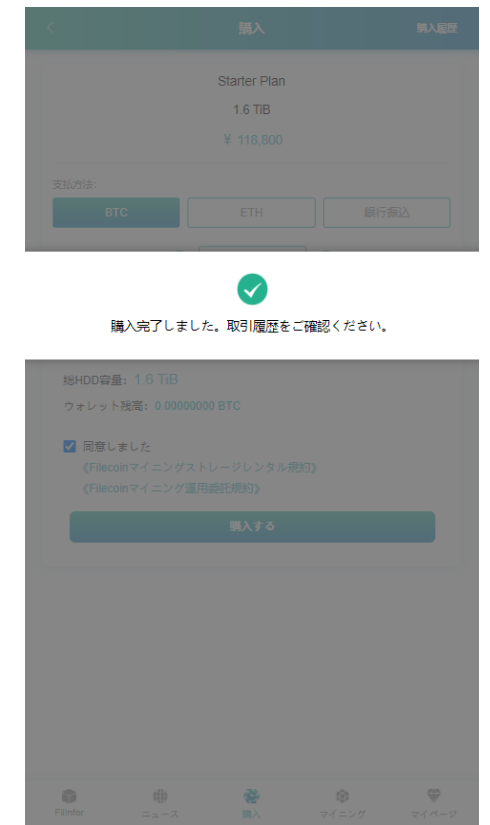 購入
購入履歴
Starter Plan
1.6 TIB
¥ 118,800
支払方法:
BTC
ETH
銀行振込
購入完了しました。取引履歴をご確認ください。
総HDD容量: 1.6 TiB
ウォレット残高: 0.00000000 BTC
同意しました
《Filecoinマイニングストレージレンタル規約》
《Filecoinマイニング運用委託規約》
購入する
FilInfor
ニュース
購入
マイニング
マイページ